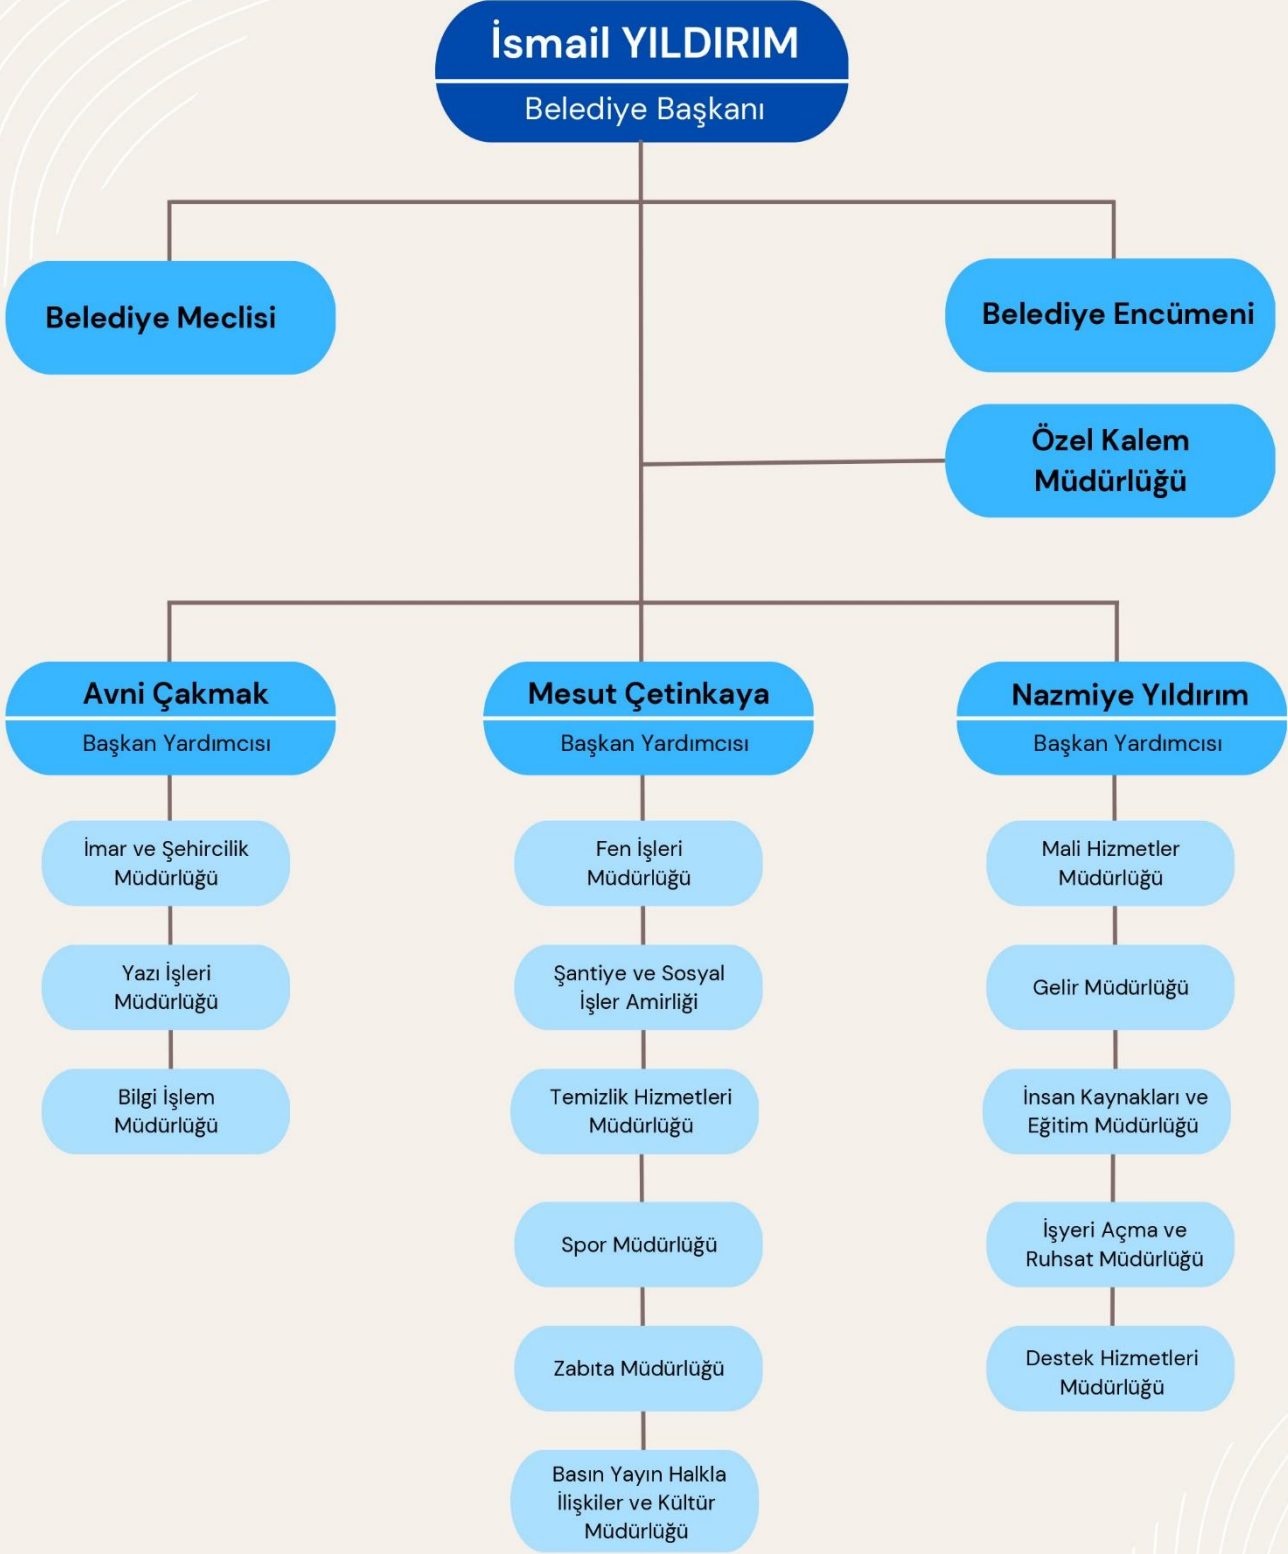 İsmail YILDIRIM
Belediye Başkanı
Belediye Meclisi
Belediye Encümeni
Özel Kalem
Müdürlüğü
Avni Çakmak
Başkan Yardımcısı
İmar ve Şehircilik
Müdürlüğü
Yazı İşleri
Müdürlüğü
Bilgi İşlem
Müdürlüğü
Mesut Çetinkaya
Başkan Yardımcısı
Fen İşleri
Müdürlüğü
Şantiye ve Sosyal
İşler Amirliği
Temizlik Hizmetleri
Müdürlüğü
Spor Müdürlüğü
Zabıta Müdürlüğü
Basın Yayın Halkla
İlişkiler ve Kültür
Müdürlüğü
Nazmiye Yıldırım
Başkan Yardımcısı
Mali Hizmetler
Müdürlüğü
Gelir Müdürlüğü
İnsan Kaynakları ve
Eğitim Müdürlüğü
İşyeri Açma ve
Ruhsat Müdürlüğü
Destek Hizmetleri
Müdürlüğü